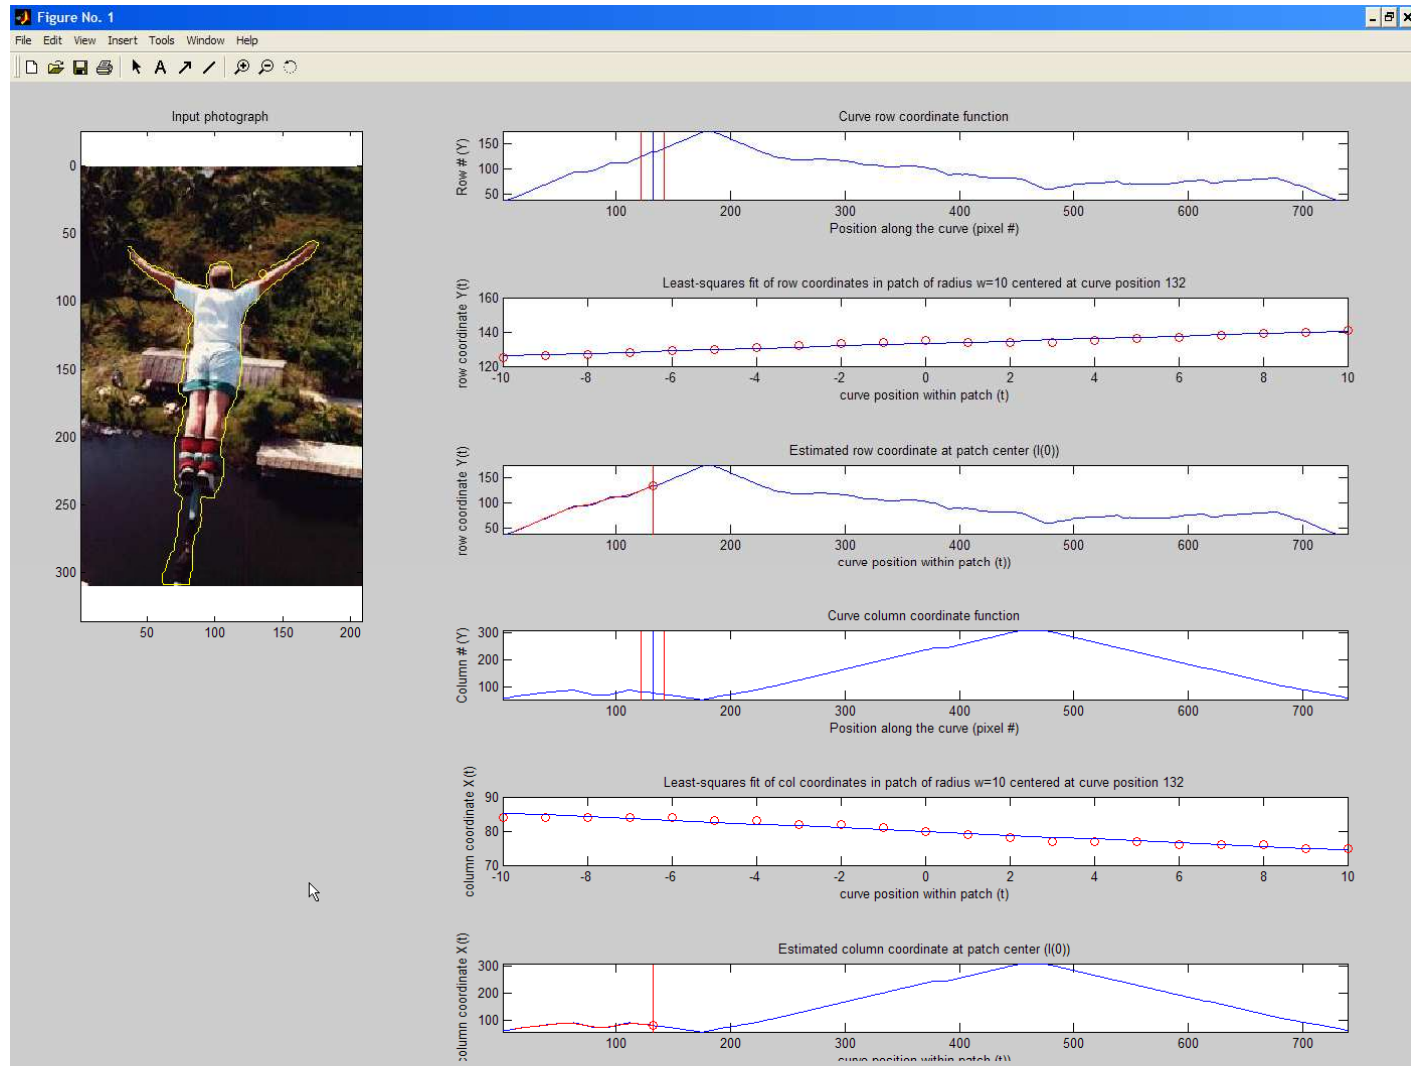 Figure No. 1
File Edit View Insert Tools Window Help
Input photograph
0
50
100
150
200
250
300
50 100 150 200
Curve row coordinate function
Row # (Y)
150
100
50
100 200 300 400 500 600 700
Position along the curve (pixel #)
Least-squares fit of row coordinates in patch of radius w=10 centered at curve position 132
row coordinate Y(t)
160
140
120
-10 -8 -6 -4 -2 0 2 4 6 8 10
curve position within patch (t)
Estimated row coordinate at patch center (I(0))
row coordinate Y(t)
150
100
50
100 200 300 400 500 600 700
curve position within patch (t))
Curve column coordinate function
Column # (Y)
300
200
100
100 200 300 400 500 600 700
Position along the curve (pixel #)
Least-squares fit of col coordinates in patch of radius w=10 centered at curve position 132
column coordinate X(t)
90
80
70
-10 -8 -6 -4 -2 0 2 4 6 8 10
curve position within patch (t)
Estimated column coordinate at patch center (I(0))
column coordinate X(t)
300
200
100
100 200 300 400 500 600 700
curve position within patch (t))